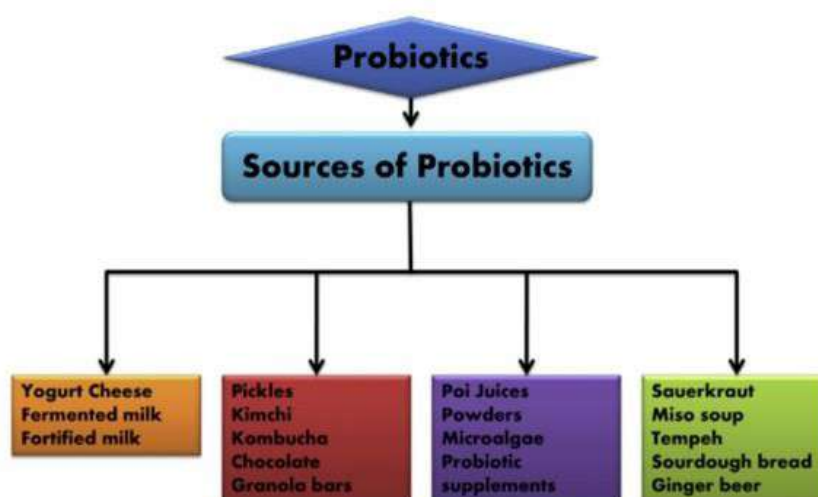 Probiotics
Sources of Probiotics
Yogurt Cheese
Fermented milk
Fortified milk
Pickles
Kimchi
Kombucha
Chocolate
Granola bars
Poi Juices
Powders
Microalgae
Probiotic
supplements
Sauerkraut
Miso soup
Tempeh
Sourdough bread
Ginger beer